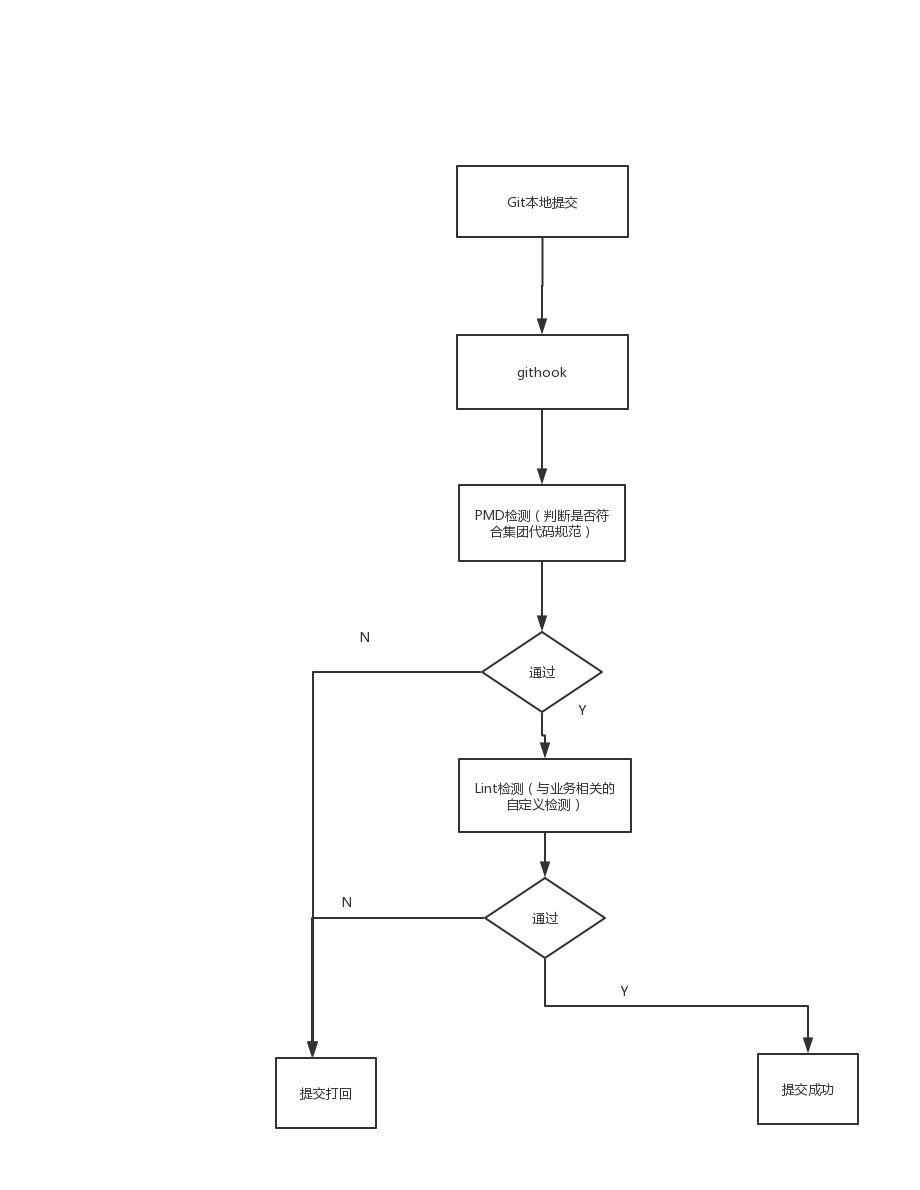 Git本地提交
githook
PMD检测（判断是否符
合集团代码规范）
N
通过
Y
Lint检测（与业务相关的
自定义检测）
N
通过
Y
提交打回
提交成功